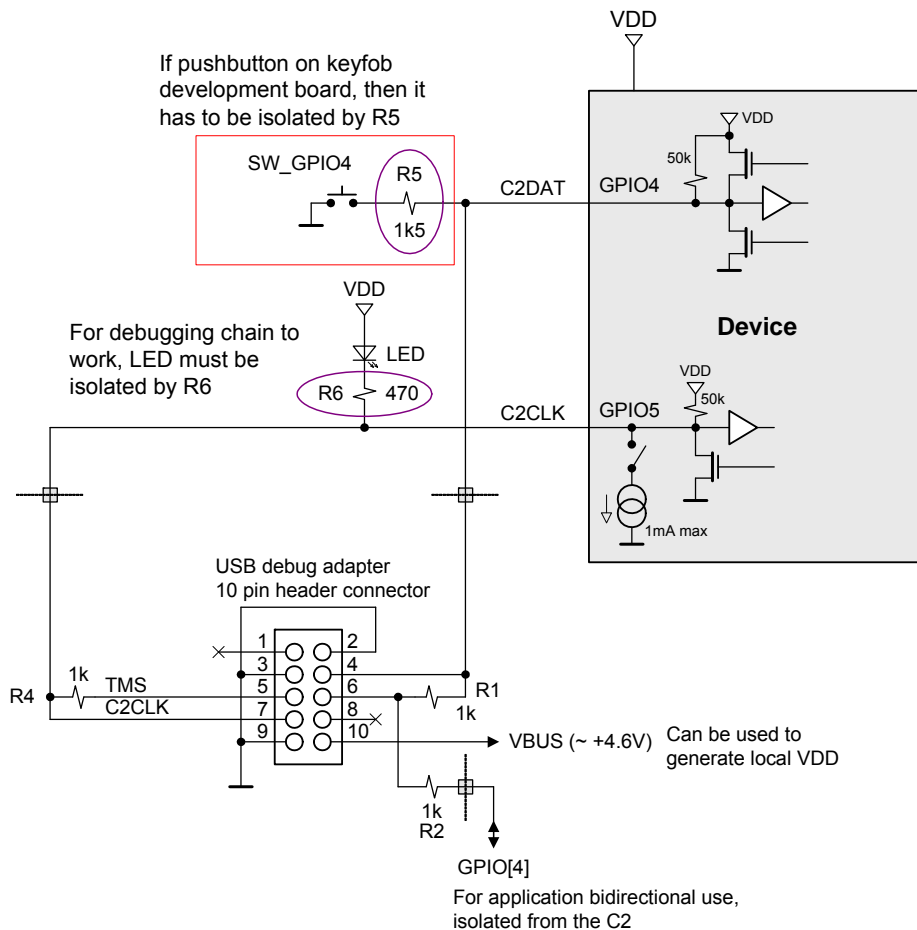 VDD
If pushbutton on keyfob
development board, then it
has to be isolated by R5
SW_GPIO4
R5
1k5
C2DAT
GPIO4
VDD
50k
VDD
For debugging chain to
work, LED must be
isolated by R6
LED
R6 470
Device
C2CLK
GPIO5
VDD
50k
1mA max
USB debug adapter
10 pin header connector
1 2
3 4
1k TMS 5 6 R1
R4 C2CLK 7 8 1k
9 10
VBUS (~ +4.6V)
Can be used to
generate local VDD
1k
R2
GPIO[4]
For application bidirectional use,
isolated from the C2